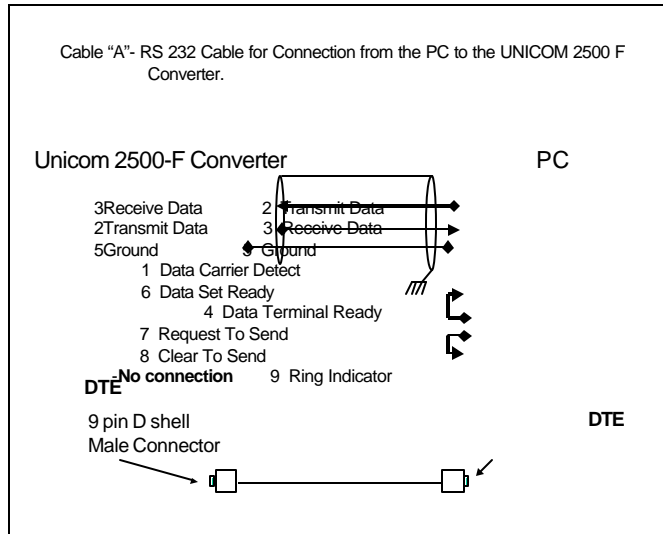 Cable “A”- RS 232 Cable for Connection from the PC to the UNICOM 2500 F
Converter.
Unicom 2500-F Converter PC
3Receive Data 2 Transmit Data
2Transmit Data 3 Receive Data
5Ground 5 Ground
1 Data Carrier Detect
6 Data Set Ready
4 Data Terminal Ready
7 Request To Send
8 Clear To Send
-No connection 9 Ring Indicator
DTE
9 pin D shell DTE
Male Connector